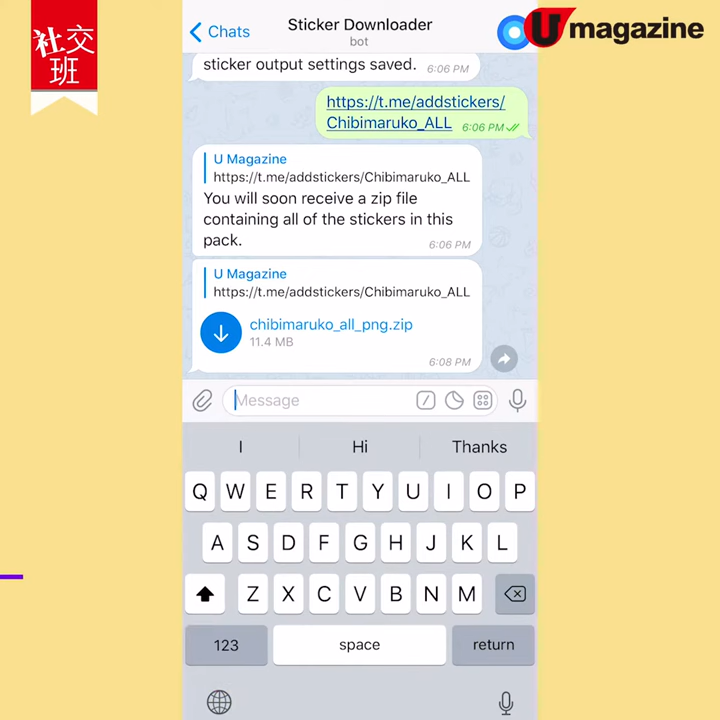 社交班
U magazine
Chats
Sticker Downloader
bot
sticker output settings saved.
6:06 PM
https://t.me/addstickers/
Chibimaruko_ALL
6:06 PM
U Magazine
https://t.me/addstickers/Chibimaruko_ALL
You will soon receive a zip file
containing all of the stickers in this
pack.
6:06 PM
U Magazine
https://t.me/addstickers/Chibimaruko_ALL
chibimaruko_all_png.zip
11.4 MB
6:08 PM
Message
I Hi Thanks
Q W E R T Y U I O P
A S D F G H J K L
Z X C V B N M
123 space return